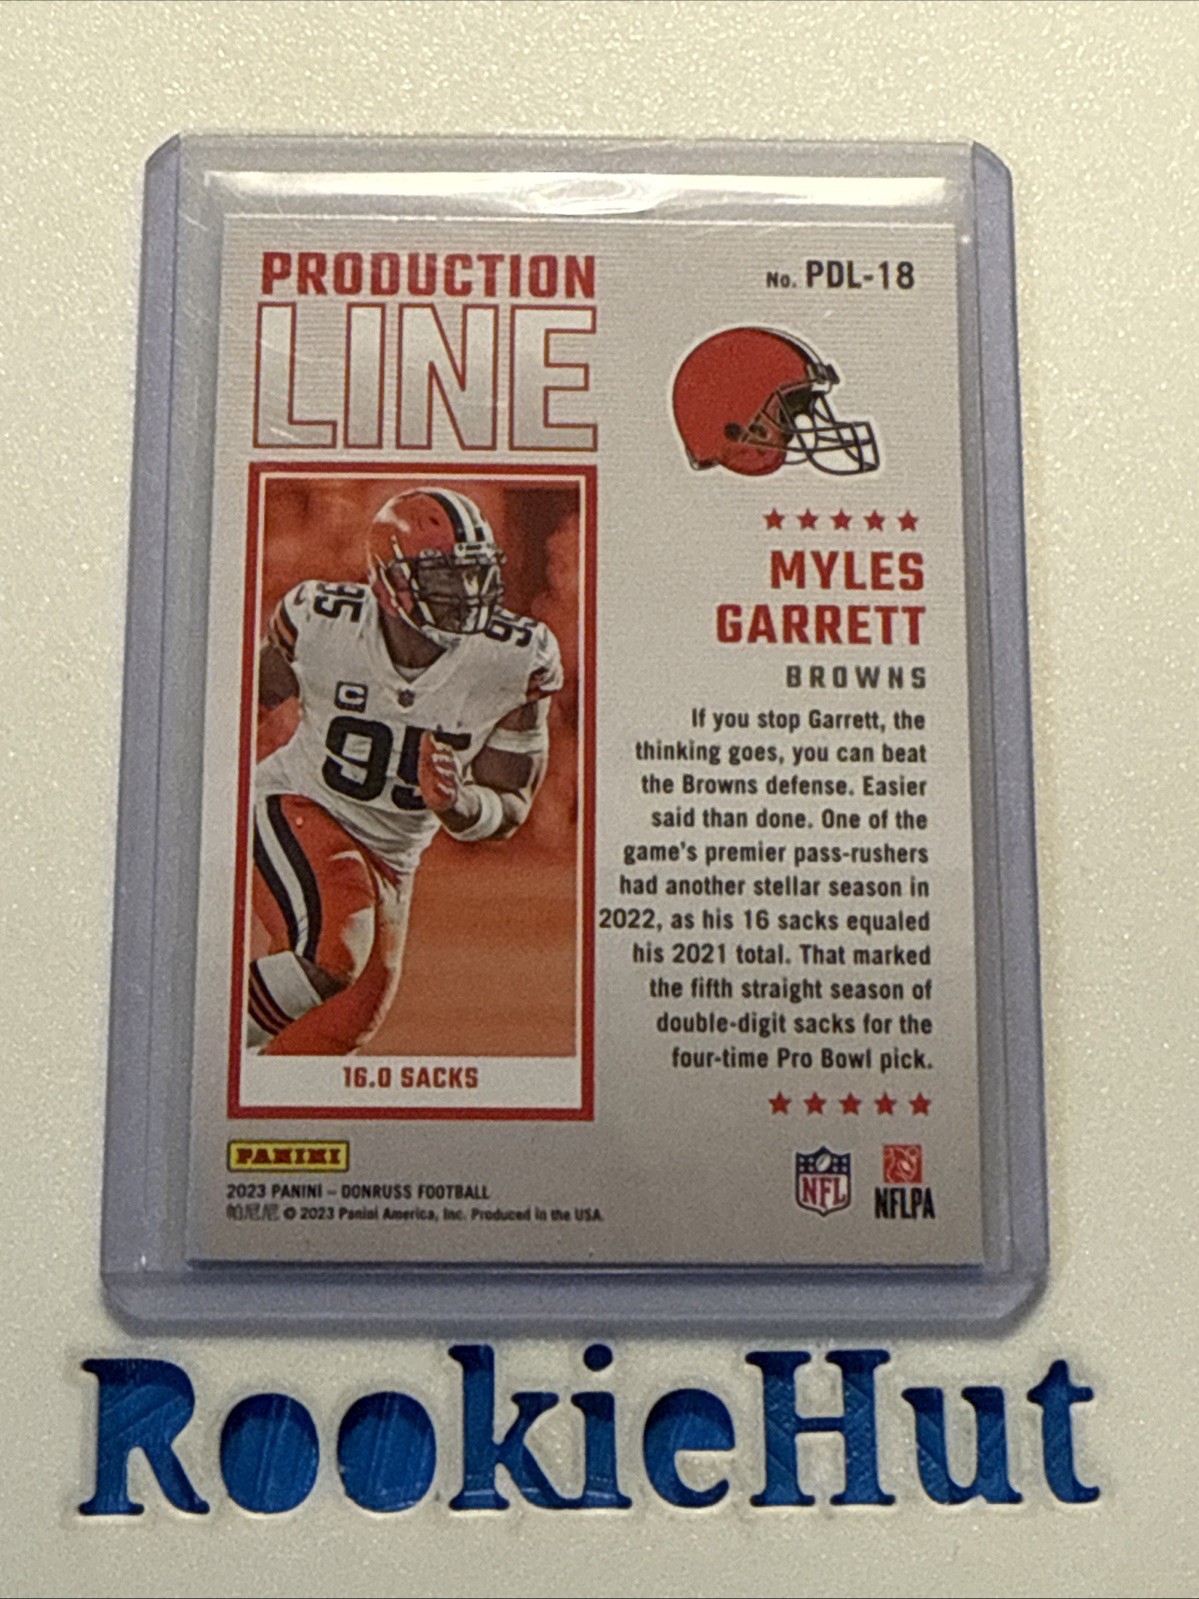 PRODUCTION
LINE
No. PDL-18
MYLES
GARRETT
BROWNS
If you stop Garrett, the
thinking goes, you can beat
the Browns defense. Easier
said than done. One of the
game's premier pass-rushers
had another stellar season in
2022, as his 16 sacks equaled
his 2021 total. That marked
the fifth straight season of
double-digit sacks for the
four-time Pro Bowl pick.
95
95
C
95
16.0 SACKS
PANINI
2023 PANINI – DONRUSS FOOTBALL
帕尼尼 © 2023 Panini America, Inc. Produced in the USA.
NFL
NFLPA
RookieHut